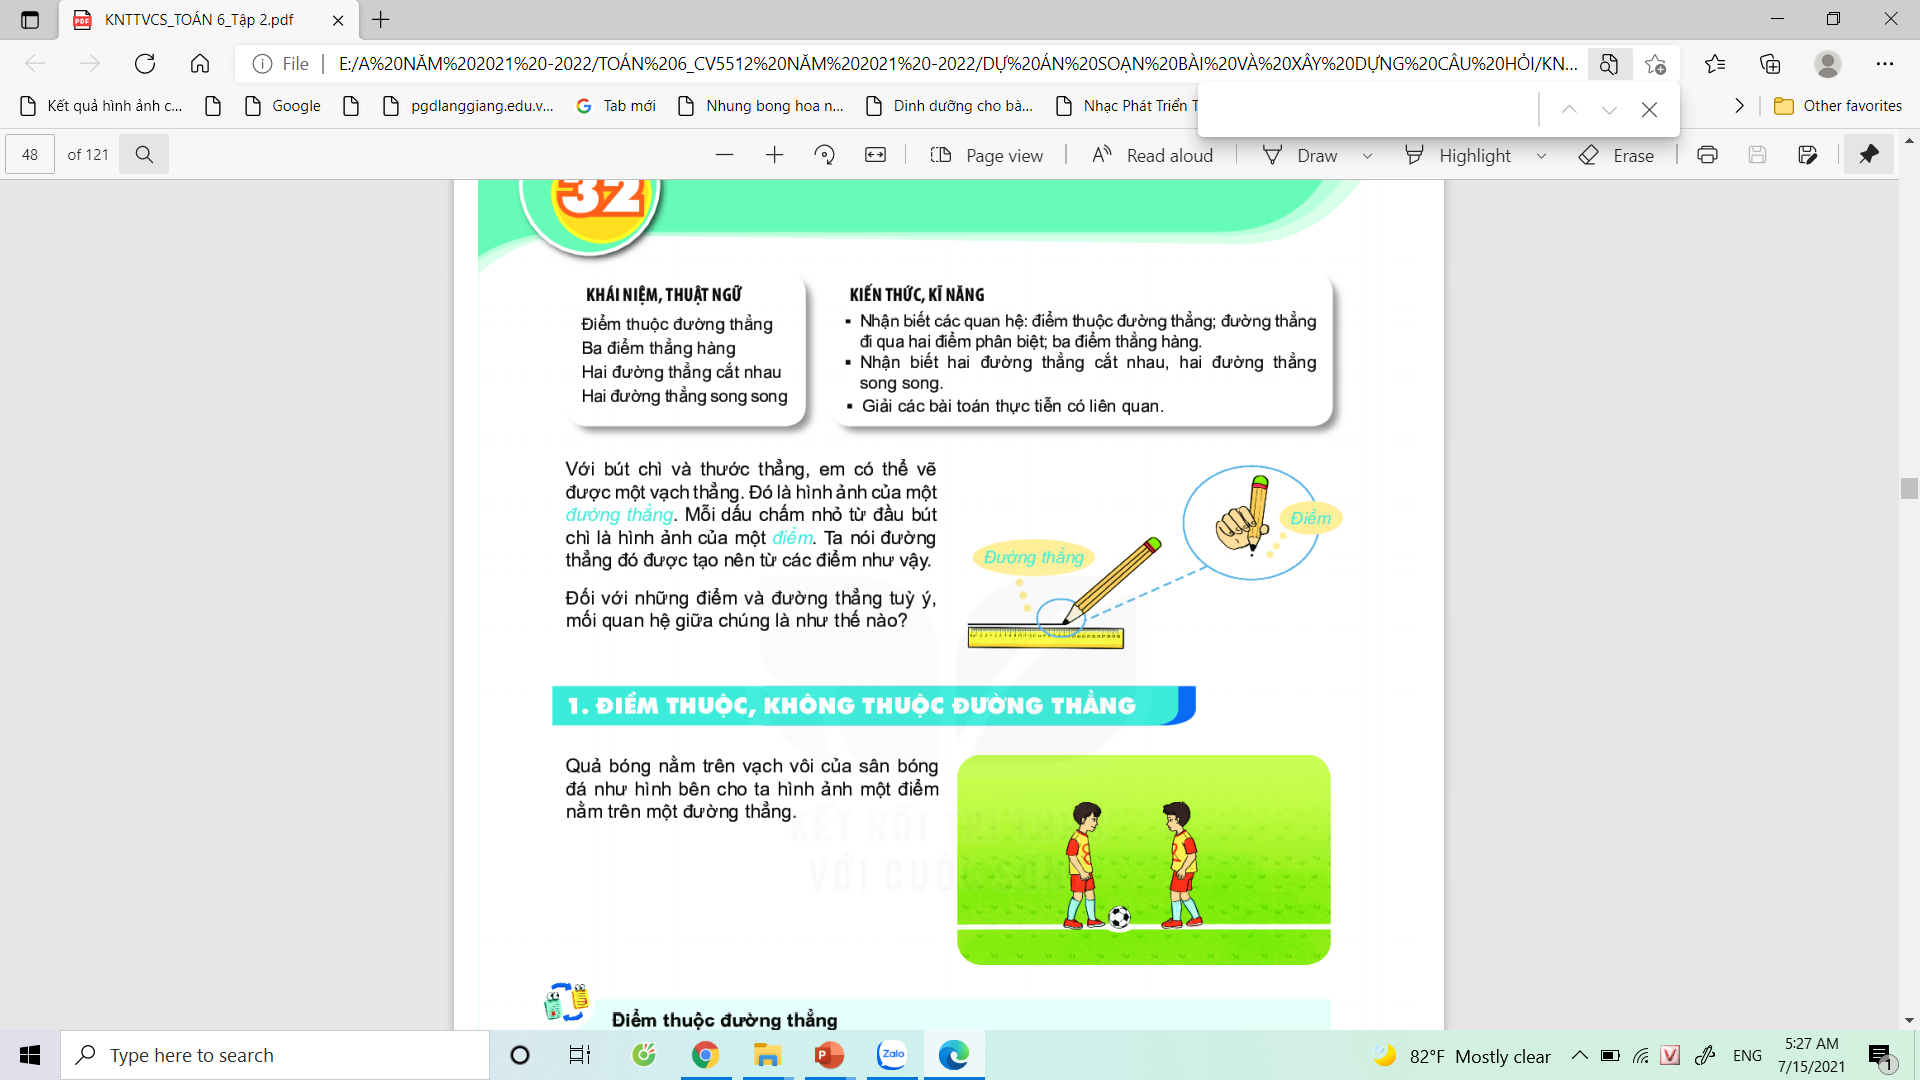 KNTTVCS_TOÁN 6_Tập 2.pdf
File
E:/A%20NĂM%202021%20-2022/TOÁN%206_CV5512%20NĂM%202021%20-2022/DỰ%20ÁN%20SOẠN%20BÀI%20VÀ%20XÂY%20DỰNG%20CÂU%20HỎI/KN...
Kết quả hình ảnh c...
Google
pgdlanggiang.edu.v...
Tab mới
Nhung bong hoa n...
Dinh dưỡng cho bà...
Nhạc Phát Triển T
Other favorites
48 of 121
Page view
Read aloud
Draw
Highlight
Erase
32
KHÁI NIỆM, THUẬT NGỮ
Điểm thuộc đường thẳng
Ba điểm thẳng hàng
Hai đường thẳng cắt nhau
Hai đường thẳng song song
KIẾN THỨC, KĨ NĂNG
▪ Nhận biết các quan hệ: điểm thuộc đường thẳng; đường thẳng
đi qua hai điểm phân biệt; ba điểm thẳng hàng.
▪ Nhận biết hai đường thẳng cắt nhau, hai đường thẳng
song song.
▪ Giải các bài toán thực tiễn có liên quan.
Với bút chì và thước thẳng, em có thể vẽ
được một vạch thẳng. Đó là hình ảnh của một
đường thẳng. Mỗi dấu chấm nhỏ từ đầu bút
chì là hình ảnh của một điểm. Ta nói đường
thẳng đó được tạo nên từ các điểm như vậy.
Đối với những điểm và đường thẳng tuỳ ý,
mối quan hệ giữa chúng là như thế nào?
Điểm
Đường thẳng
1. ĐIỂM THUỘC, KHÔNG THUỘC ĐƯỜNG THẲNG
Quả bóng nằm trên vạch vôi của sân bóng
đá như hình bên cho ta hình ảnh một điểm
nằm trên một đường thẳng.
KẾT NỐI TRI THỨC
VỚI CUỘC SỐNG
Điểm thuộc đường thẳng
Type here to search
Zalo
82°F Mostly clear
ENG
5:27 AM
7/15/2021
1